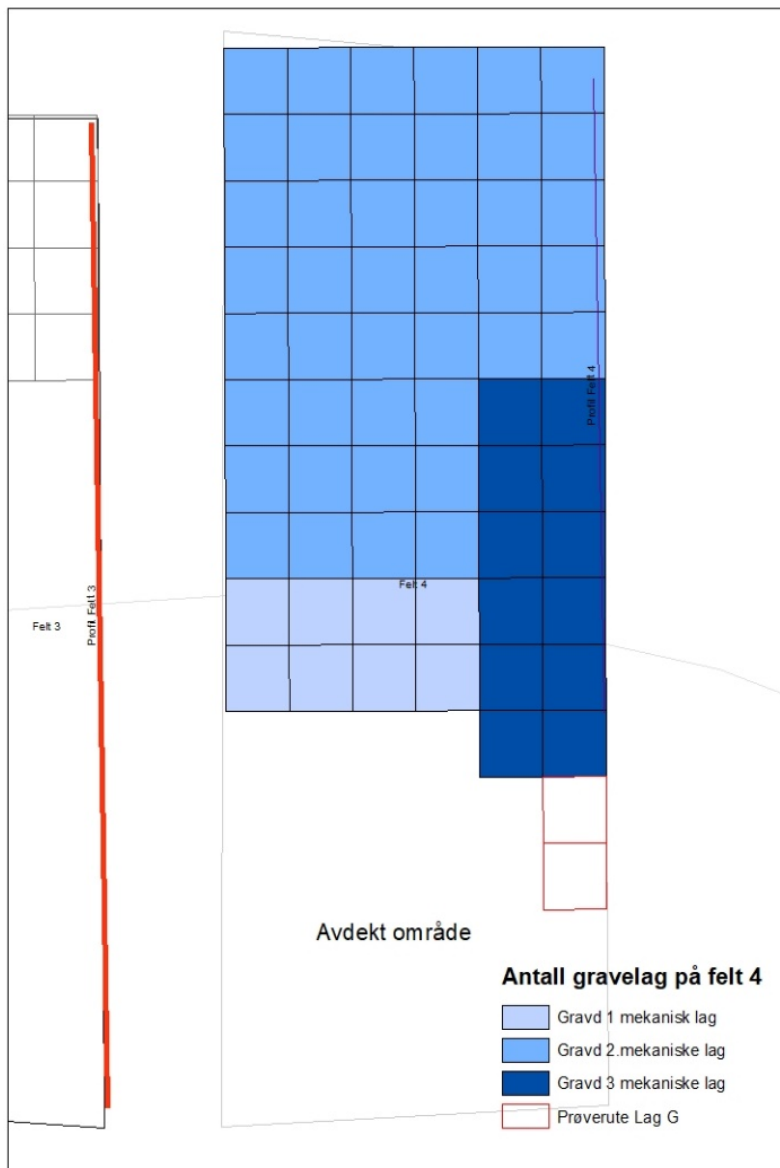 Profil Felt 4
Felt 4
Profil Felt 3
Felt 3
Avdekt område
Antall gravelag på felt 4
Gravd 1 mekanisk lag
Gravd 2.mekaniske lag
Gravd 3 mekaniske lag
Prøverute Lag G